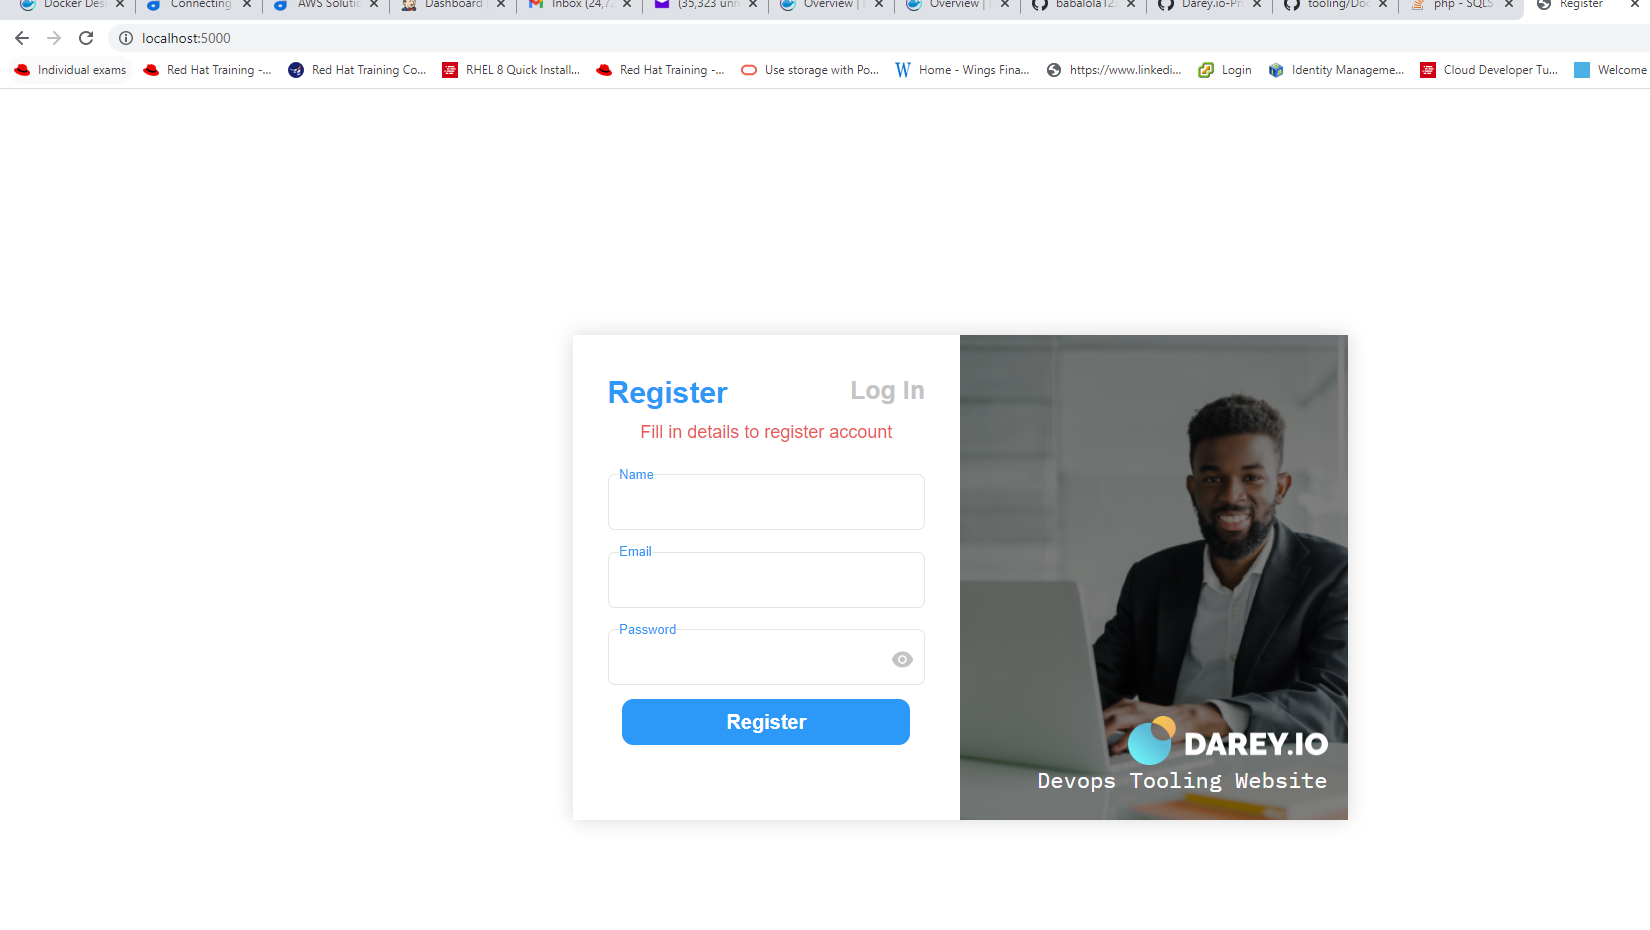 Docker Des
Connecting
AWS Solutio
Dashboard
Inbox (24,7
(35,323 unr
Overview |
Overview |
babalola12
Darey.io-Pr
tooling/Doc
php - SQLS
Register
localhost:5000
Individual exams
Red Hat Training -...
Red Hat Training Co...
RHEL 8 Quick Install...
Red Hat Training -...
Use storage with Po...
Home - Wings Fina...
https://www.linkedi...
Login
Identity Manageme...
Cloud Developer Tu...
Welcome
Register
Log In
Fill in details to register account
Name
Email
Password
Register
DAREY.IO
Devops Tooling Website